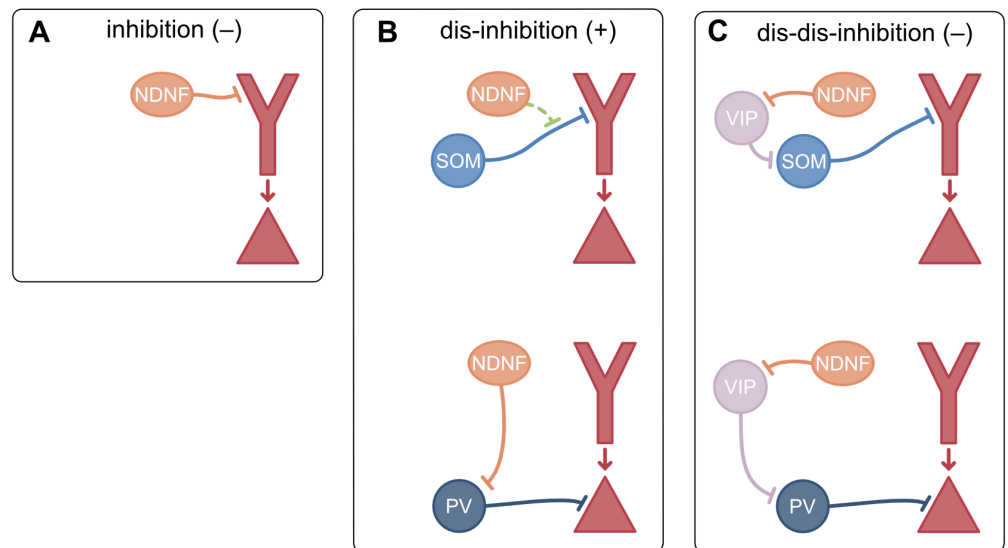 A inhibition (–)
NDNF
B dis-inhibition (+)
NDNF
SOM
NDNF
PV
C dis-dis-inhibition (–)
NDNF
VIP
SOM
NDNF
VIP
PV